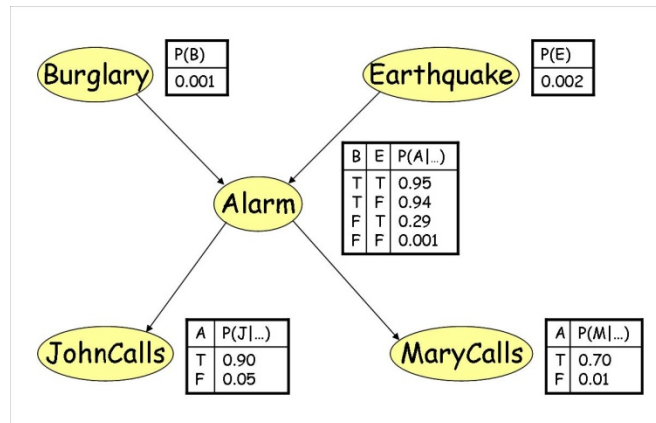 Burglary
P(B)
0.001
Earthquake
P(E)
0.002
Alarm
B E P(A|...)
T T 0.95
T F 0.94
F T 0.29
F F 0.001
JohnCalls
A P(J|...)
T 0.90
F 0.05
MaryCalls
A P(M|...)
T 0.70
F 0.01